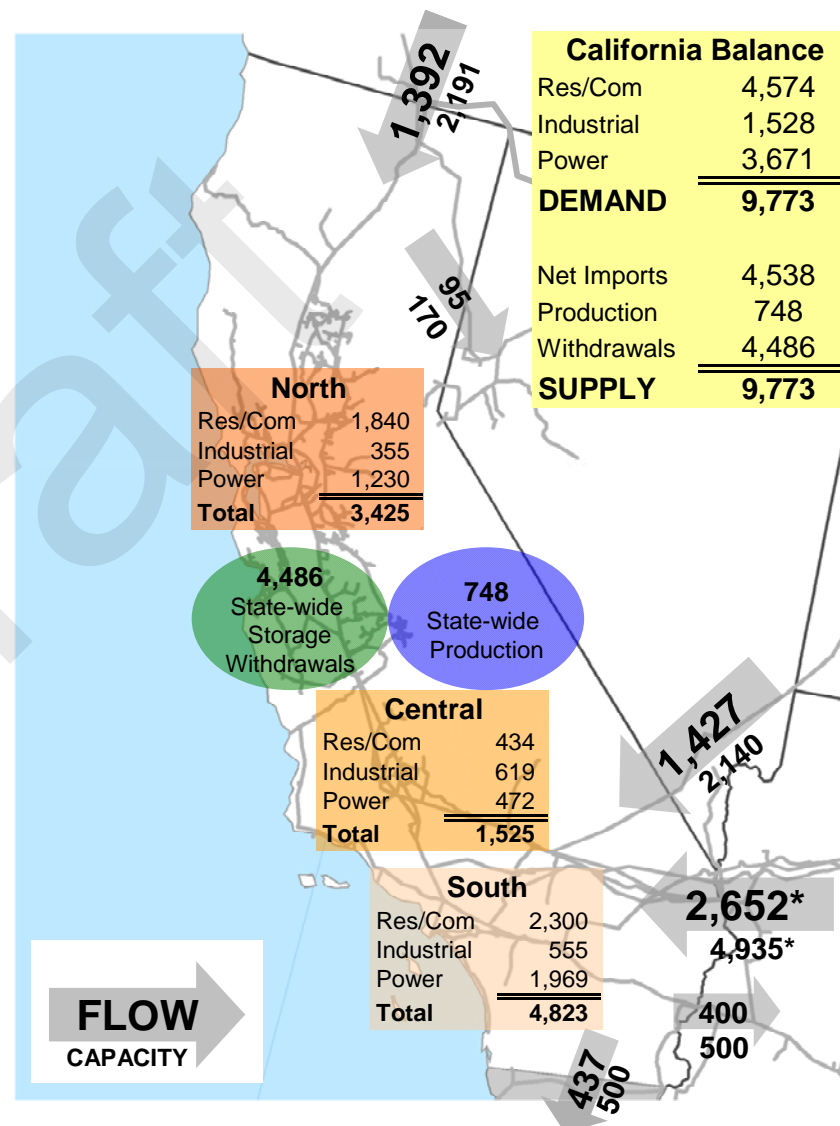 1,392
2,191
California Balance
Res/Com 4,574
Industrial 1,528
Power 3,671
DEMAND 9,773
Net Imports 4,538
Production 748
Withdrawals 4,486
SUPPLY 9,773
95
170
North
Res/Com 1,840
Industrial 355
Power 1,230
Total 3,425
4,486
State-wide
Storage
Withdrawals
748
State-wide
Production
Central
Res/Com 434
Industrial 619
Power 472
Total 1,525
1,427
2,140
South
Res/Com 2,300
Industrial 555
Power 1,969
Total 4,823
2,652*
4,935*
400
500
437
500
FLOW
CAPACITY
raft